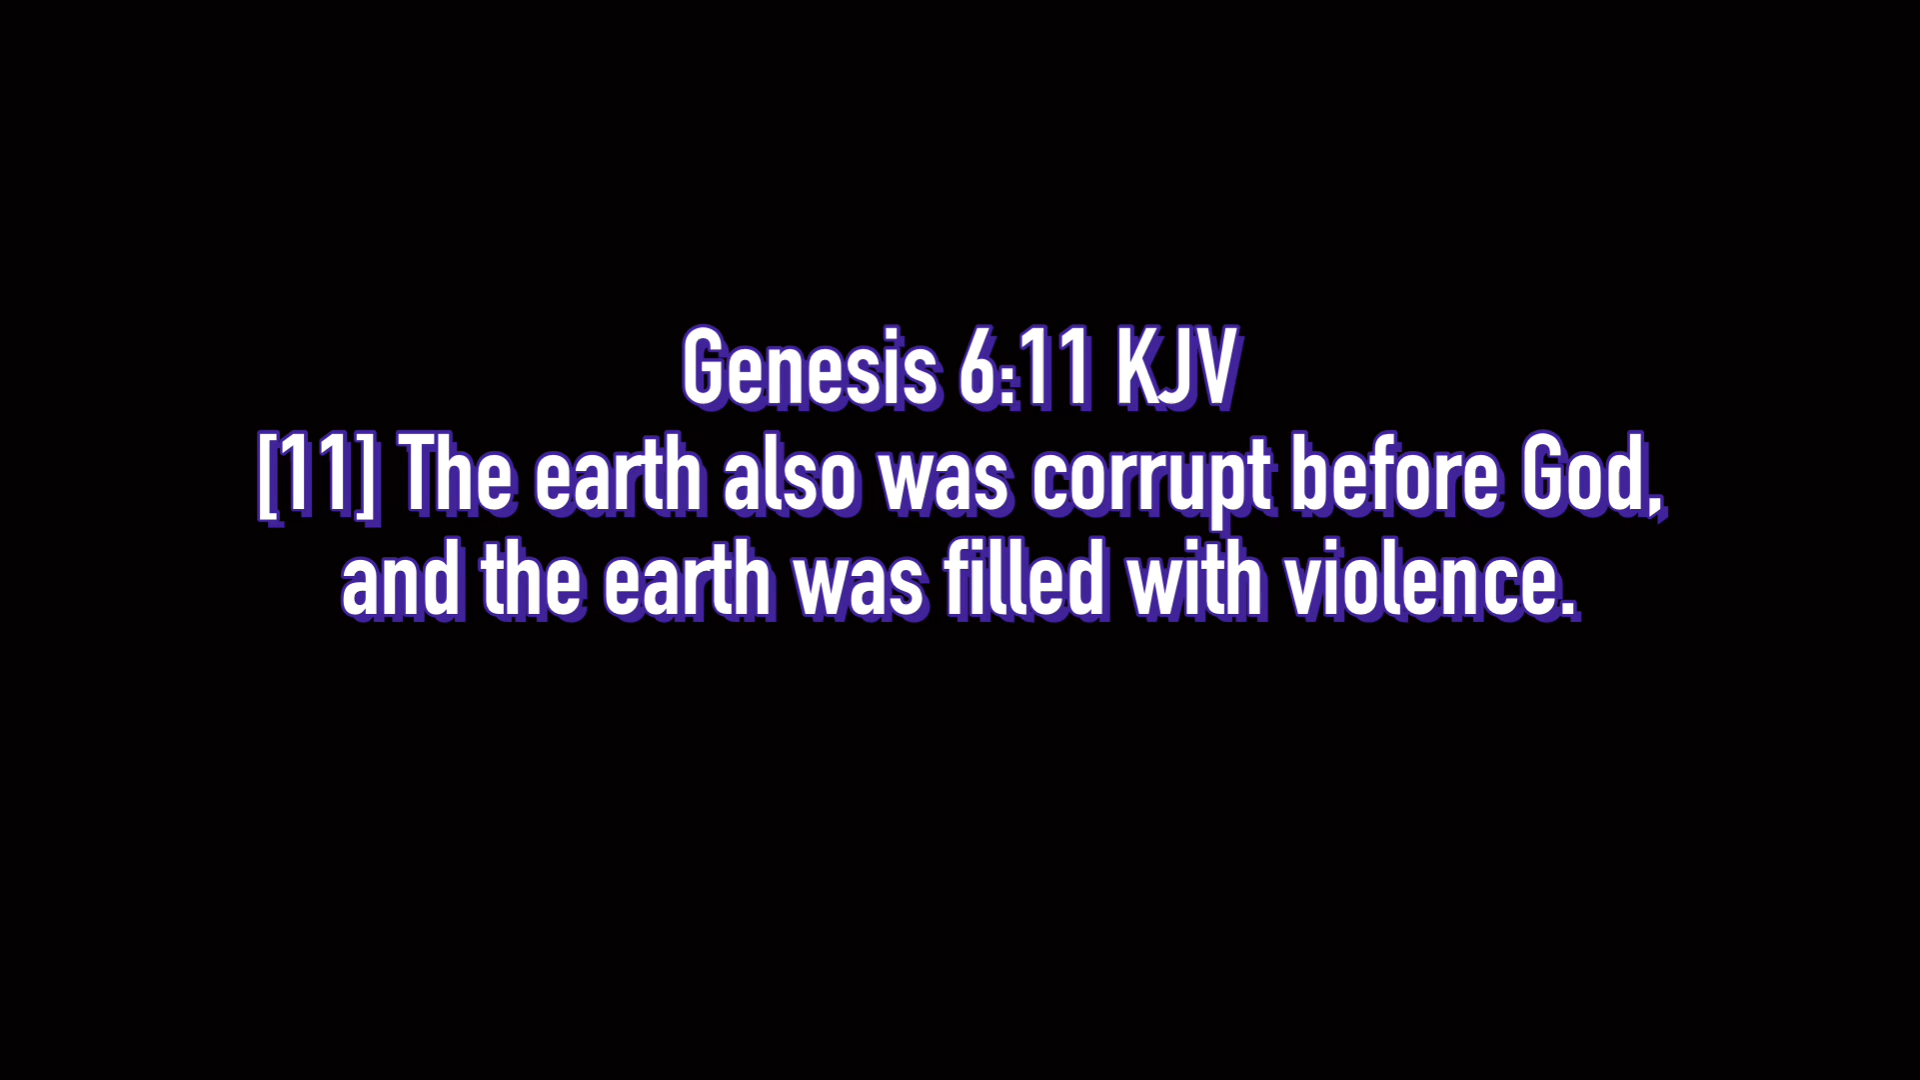 Genesis 6:11 KJV
[11] The earth also was corrupt before God,
and the earth was filled with violence.